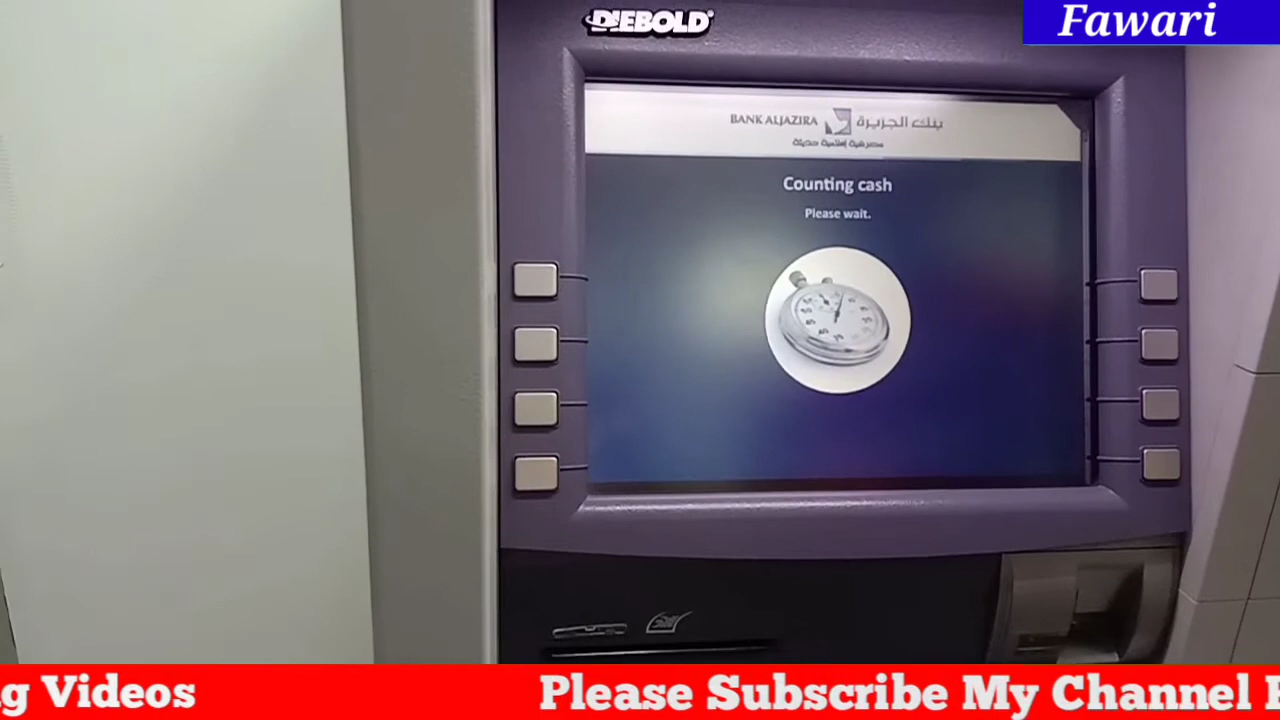 DIEBOLD
Fawari
BANK ALJAZIRA بنك الجزيرة
مصرفية إسلامية حديثة
Counting cash
Please wait.
g Videos Please Subscribe My Channel